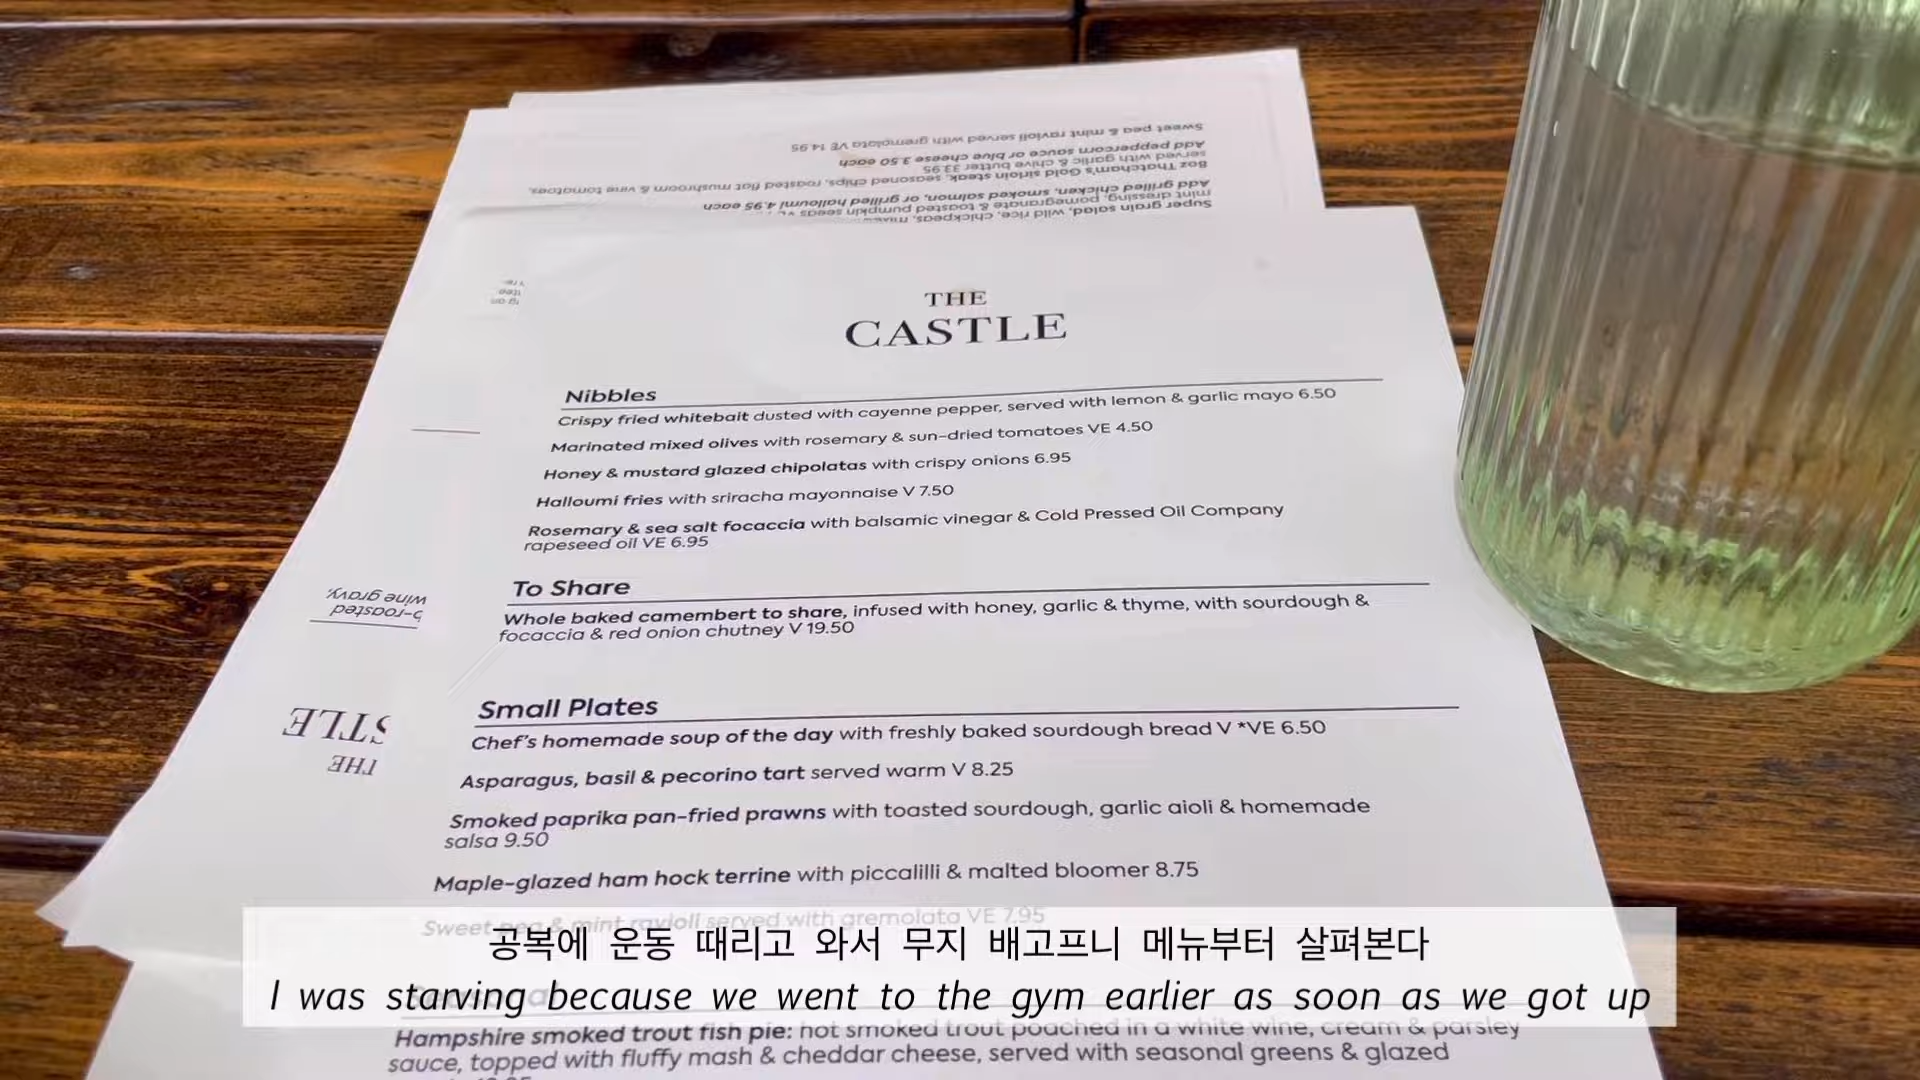 Sweet pea & mint ravioli served with gremolata VE 14.95
Add peppercorn sauce or blue cheese 3.50 each
served with garlic & chive butter 33.95
8oz Thatcham's Gold sirloin steak, seasoned chips, roasted flat mushroom & vine tomatoes,
Add grilled chicken, smoked salmon, or grilled halloumi 4.95 each
mint dressing, pomegranate & toasted pumpkin seeds
Super grain salad, wild rice, chickpeas,
THE
CASTLE
Nibbles
Crispy fried whitebait dusted with cayenne pepper, served with lemon & garlic mayo 6.50
Marinated mixed olives with rosemary & sun-dried tomatoes VE 4.50
Honey & mustard glazed chipolatas with crispy onions 6.95
Halloumi fries with sriracha mayonnaise V 7.50
Rosemary & sea salt focaccia with balsamic vinegar & Cold Pressed Oil Company
rapeseed oil VE 6.95
To Share
Whole baked camembert to share, infused with honey, garlic & thyme, with sourdough &
focaccia & red onion chutney V 19.50
wine gravy,
-roasted
STLE
THE
Small Plates
Chef's homemade soup of the day with freshly baked sourdough bread V *VE 6.50
Asparagus, basil & pecorino tart served warm V 8.25
Smoked paprika pan-fried prawns with toasted sourdough, garlic aioli & homemade
salsa 9.50
Maple-glazed ham hock terrine with piccalilli & malted bloomer 8.75
Sweet pea & mint ravioli served with gremolata VE 7.95
공복에 운동 때리고 와서 무지 배고프니 메뉴부터 살펴본다
I was starving because we went to the gym earlier as soon as we got up
Hampshire smoked trout fish pie: hot smoked trout poached in a white wine, cream & parsley
sauce, topped with fluffy mash & cheddar cheese, served with seasonal greens & glazed